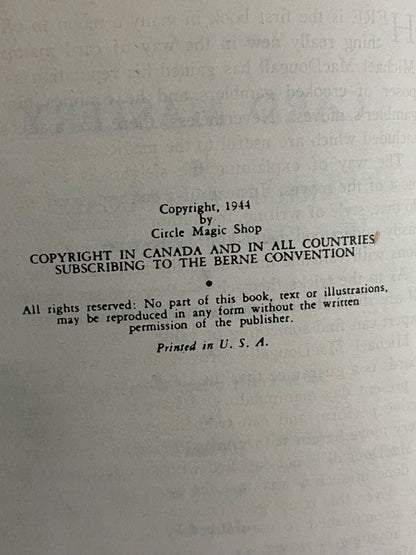 Copyright, 1944
by
Circle Magic Shop
COPYRIGHT IN CANADA AND IN ALL COUNTRIES
SUBSCRIBING TO THE BERNE CONVENTION
•
All rights reserved: No part of this book, text or illustrations,
may be reproduced in any form without the written
permission of the publisher.
Printed in U. S. A.